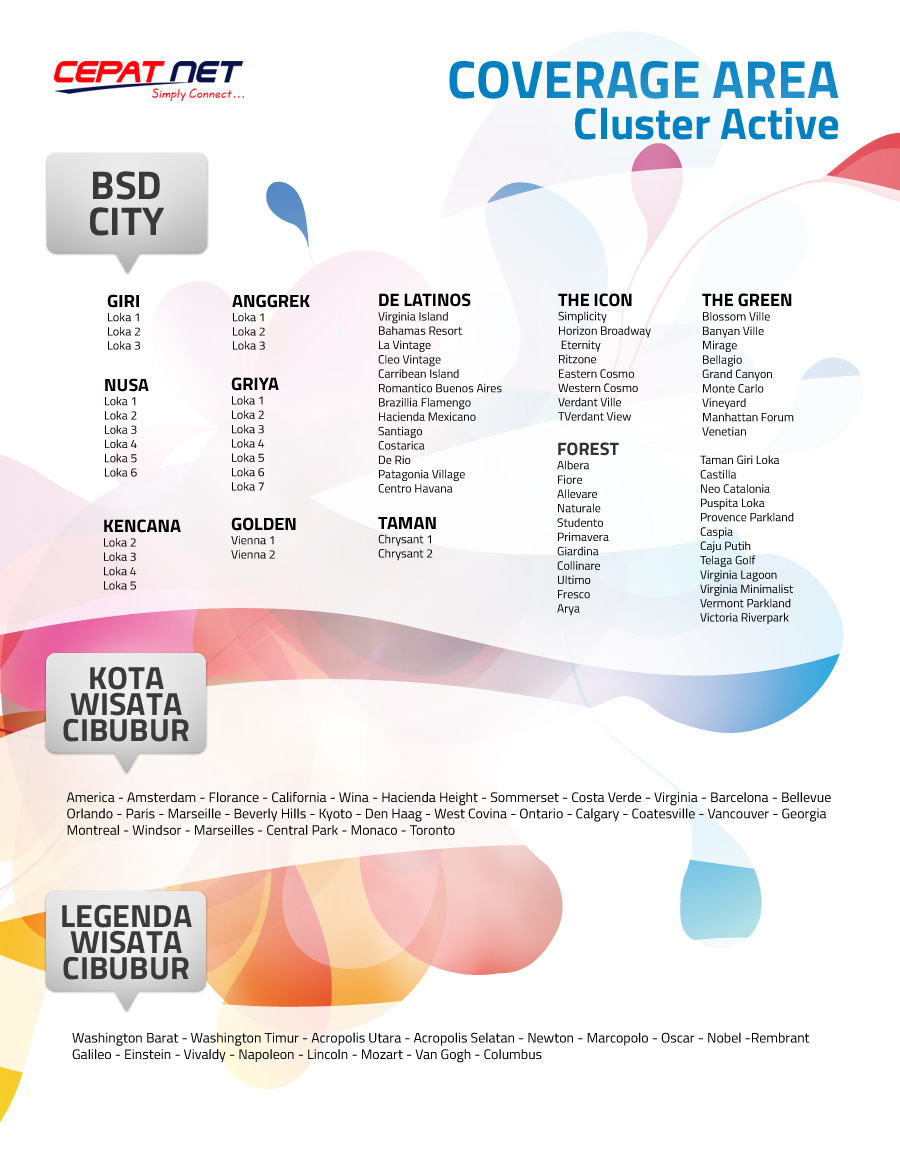 CEPAT NET
Simply Connect...
COVERAGE AREA
Cluster Active
BSD
CITY
GIRI
Loka 1
Loka 2
Loka 3
NUSA
Loka 1
Loka 2
Loka 3
Loka 4
Loka 5
Loka 6
KENCANA
Loka 2
Loka 3
Loka 4
Loka 5
ANGGREK
Loka 1
Loka 2
Loka 3
GRIYA
Loka 1
Loka 2
Loka 3
Loka 4
Loka 5
Loka 6
Loka 7
GOLDEN
Vienna 1
Vienna 2
DE LATINOS
Virginia Island
Bahamas Resort
La Vintage
Cleo Vintage
Carribean Island
Romantico Buenos Aires
Brazillia Flamengo
Hacienda Mexicano
Santiago
Costarica
De Rio
Patagonia Village
Centro Havana
TAMAN
Chrysant 1
Chrysant 2
THE ICON
Simplicity
Horizon Broadway
Eternity
Ritzone
Eastern Cosmo
Western Cosmo
Verdant Ville
TVerdant View
FOREST
Albera
Fiore
Allevare
Naturale
Studento
Primavera
Giardina
Collinare
Ultimo
Fresco
Arya
THE GREEN
Blossom Ville
Banyan Ville
Mirage
Bellagio
Grand Canyon
Monte Carlo
Vineyard
Manhattan Forum
Venetian
Taman Giri Loka
Castilla
Neo Catalonia
Puspita Loka
Provence Parkland
Caspia
Caju Putih
Telaga Golf
Virginia Lagoon
Virginia Minimalist
Vermont Parkland
Victoria Riverpark
KOTA
WISATA
CIBUBUR
America - Amsterdam - Florance - California - Wina - Hacienda Height - Sommerset - Costa Verde - Virginia - Barcelona - Bellevue
Orlando - Paris - Marseille - Beverly Hills - Kyoto - Den Haag - West Covina - Ontario - Calgary - Coatesville - Vancouver - Georgia
Montreal - Windsor - Marseilles - Central Park - Monaco - Toronto
LEGENDA
WISATA
CIBUBUR
Washington Barat - Washington Timur - Acropolis Utara - Acropolis Selatan - Newton - Marcopolo - Oscar - Nobel -Rembrant
Galileo - Einstein - Vivaldy - Napoleon - Lincoln - Mozart - Van Gogh - Columbus